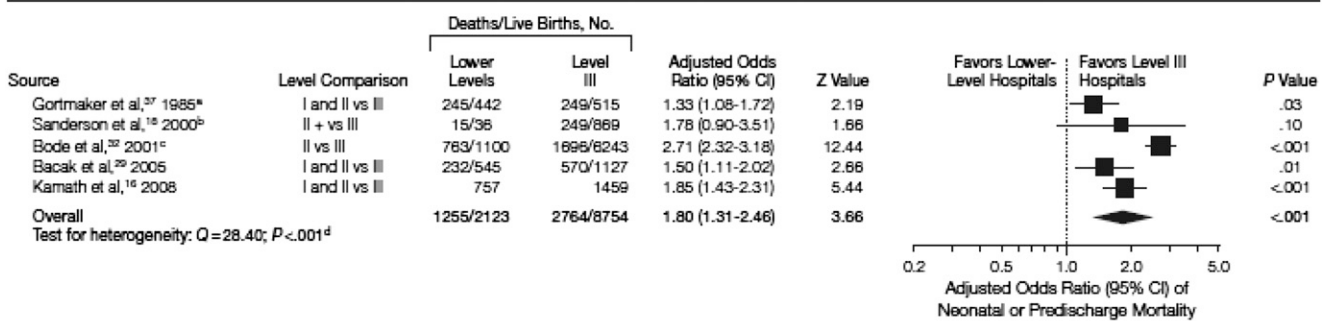 Deaths/Live Births, No.
Source Level Comparison Lower Levels Level III Adjusted Odds Ratio (95% CI) Z Value Favors Lower-Level Hospitals Favors Level III Hospitals P Value
Gortmaker et al,³⁷ 1985ᵃ I and II vs III 245/442 249/515 1.33 (1.08-1.72) 2.19 .03
Sanderson et al,¹⁸ 2000ᵇ II + vs III 15/36 249/869 1.78 (0.90-3.51) 1.66 .10
Bode et al,³² 2001ᶜ II vs III 763/1100 1696/6243 2.71 (2.32-3.18) 12.44 <.001
Bacak et al,²⁹ 2005 I and II vs III 232/545 570/1127 1.50 (1.11-2.02) 2.66 .01
Kamath et al,¹⁶ 2008 I and II vs III 757 1459 1.85 (1.43-2.31) 5.44 <.001
Overall 1255/2123 2764/8754 1.80 (1.31-2.46) 3.66 <.001
Test for heterogeneity: Q=28.40; P<.001ᵈ
0.2 0.5 1.0 2.0 5.0
Adjusted Odds Ratio (95% CI) of
Neonatal or Predischarge Mortality